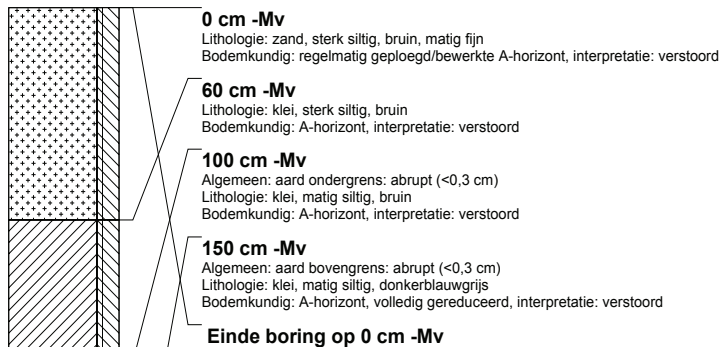 0 cm -Mv
Lithologie: zand, sterk siltig, bruin, matig fijn
Bodemkundig: regelmatig geploegd/bewerkte A-horizont, interpretatie: verstoord
60 cm -Mv
Lithologie: klei, sterk siltig, bruin
Bodemkundig: A-horizont, interpretatie: verstoord
100 cm -Mv
Algemeen: aard ondergrens: abrupt (<0,3 cm)
Lithologie: klei, matig siltig, bruin
Bodemkundig: A-horizont, interpretatie: verstoord
150 cm -Mv
Algemeen: aard bovengrens: abrupt (<0,3 cm)
Lithologie: klei, matig siltig, donkerblauwgrijs
Bodemkundig: A-horizont, volledig gereduceerd, interpretatie: verstoord
Einde boring op 0 cm -Mv